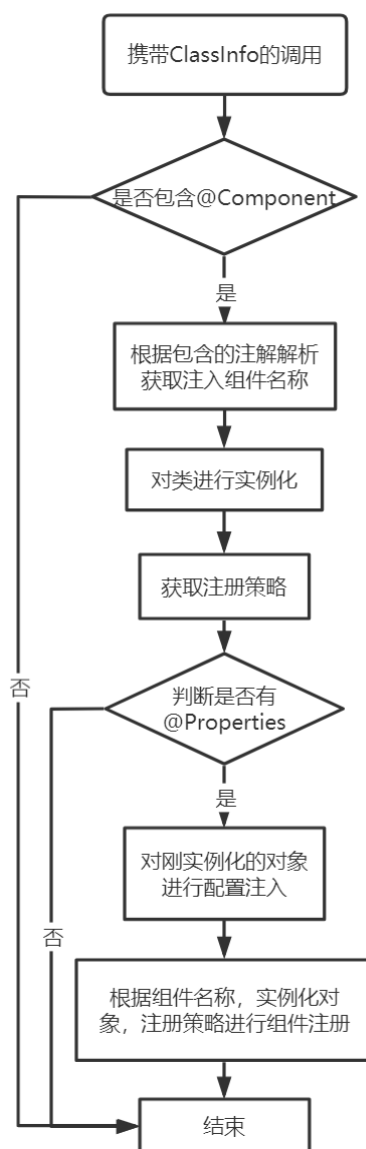 携带ClassInfo的调用
是否包含@Component
是
根据包含的注解解析
获取注入组件名称
对类进行实例化
获取注册策略
否
判断是否有
@Properties
是
对刚实例化的对象
进行配置注入
否
根据组件名称，实例化对
象，注册策略进行组件注册
结束